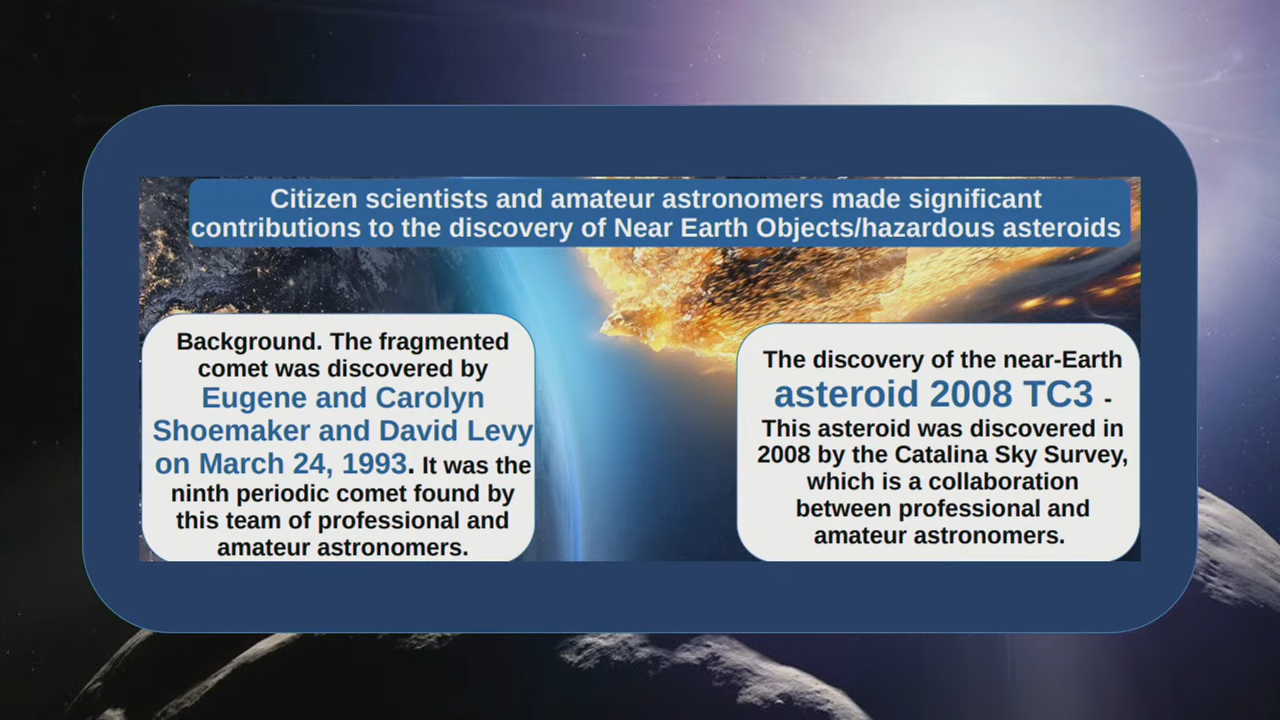 Citizen scientists and amateur astronomers made significant
contributions to the discovery of Near Earth Objects/hazardous asteroids
Background. The fragmented
comet was discovered by
Eugene and Carolyn
Shoemaker and David Levy
on March 24, 1993. It was the
ninth periodic comet found by
this team of professional and
amateur astronomers.
The discovery of the near-Earth
asteroid 2008 TC3 -
This asteroid was discovered in
2008 by the Catalina Sky Survey,
which is a collaboration
between professional and
amateur astronomers.